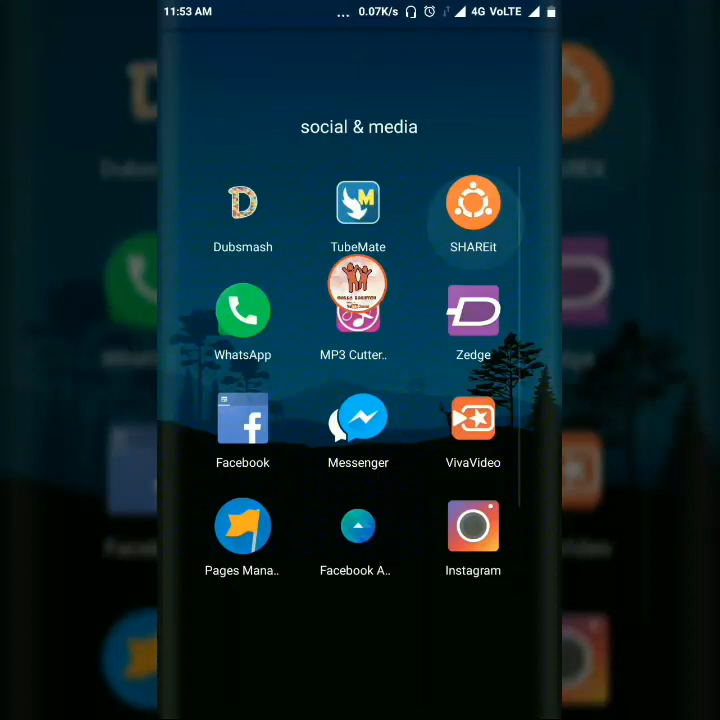 11:53 AM
... 0.07K/s 4G VoLTE
social & media
Dubsmash
TubeMate
SHAREit
WhatsApp
MP3 Cutter..
Zedge
Facebook
Messenger
VivaVideo
Pages Mana..
Facebook A..
Instagram